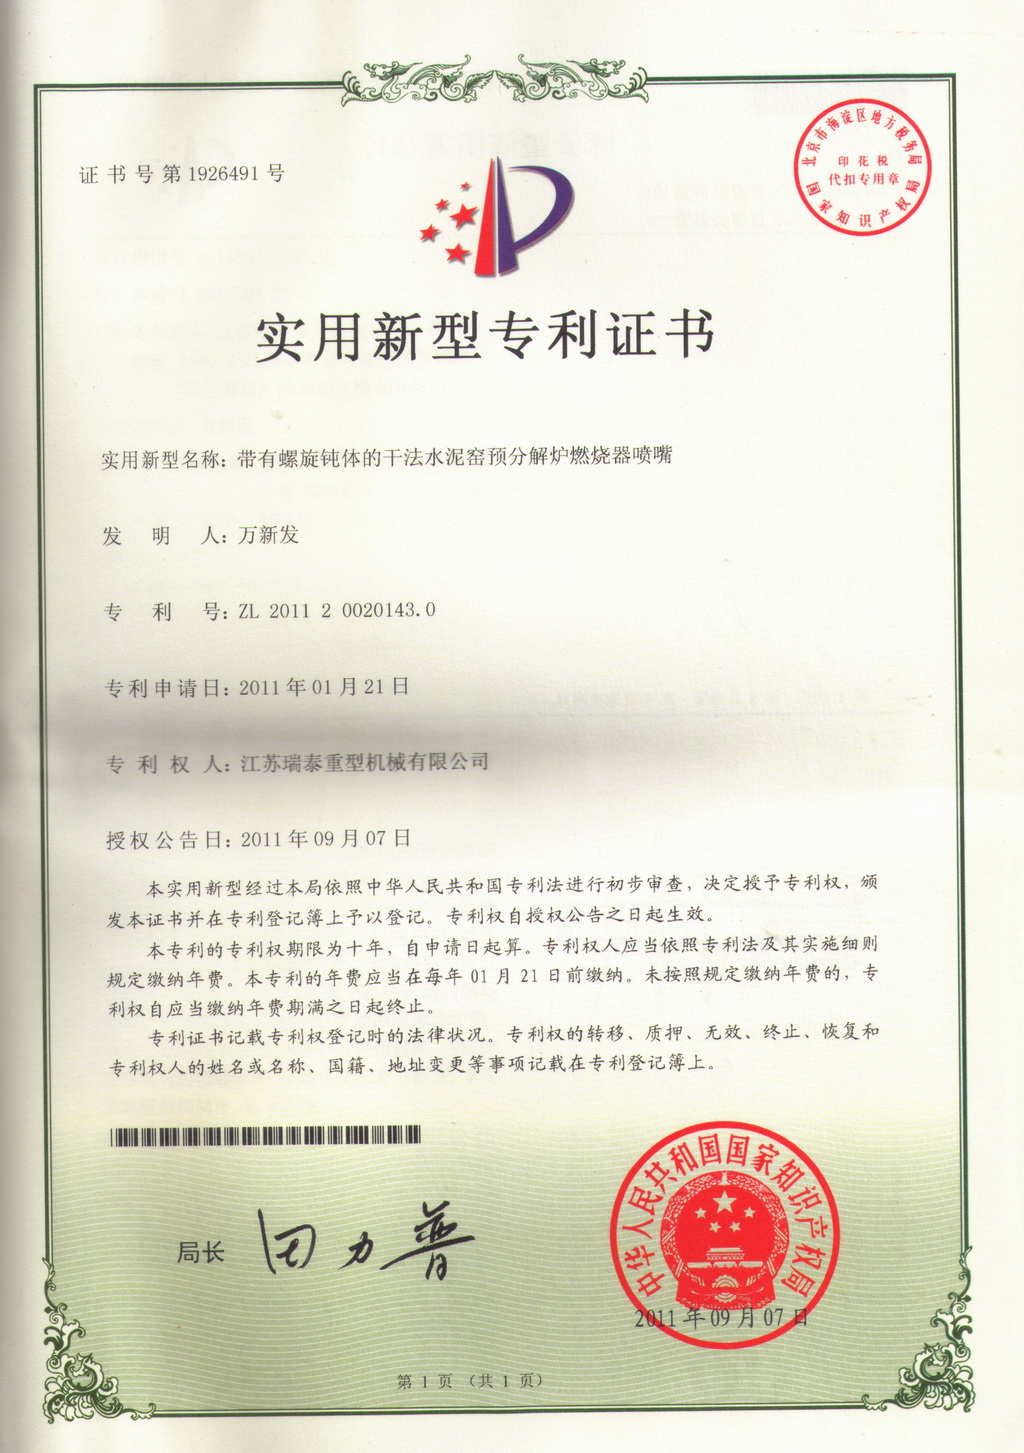 证书号第1926491号
北京市海淀区地方税务局
印花税
代扣专用章
国家知识产权局
实用新型专利证书
实用新型名称：带有螺旋钝体的干法水泥窑预分解炉燃烧器喷嘴
发明人：万新发
专利号：ZL 2011 2 0020143.0
专利申请日：2011年01月21日
专利权人：江苏瑞泰重型机械有限公司
授权公告日：2011年09月07日
本实用新型经过本局依照中华人民共和国专利法进行初步审查，决定授予专利权，颁
发本证书并在专利登记簿上予以登记。专利权自授权公告之日起生效。
本专利的专利权期限为十年，自申请日起算。专利权人应当依照专利法及其实施细则
规定缴纳年费。本专利的年费应当在每年01月21日前缴纳。未按照规定缴纳年费的，专
利权自应当缴纳年费期满之日起终止。
专利证书记载专利权登记时的法律状况。专利权的转移、质押、无效、终止、恢复和
专利权人的姓名或名称、国籍、地址变更等事项记载在专利登记簿上。
局长 田力普
中华人民共和国国家知识产权局
2011年09月07日
第1页（共1页）